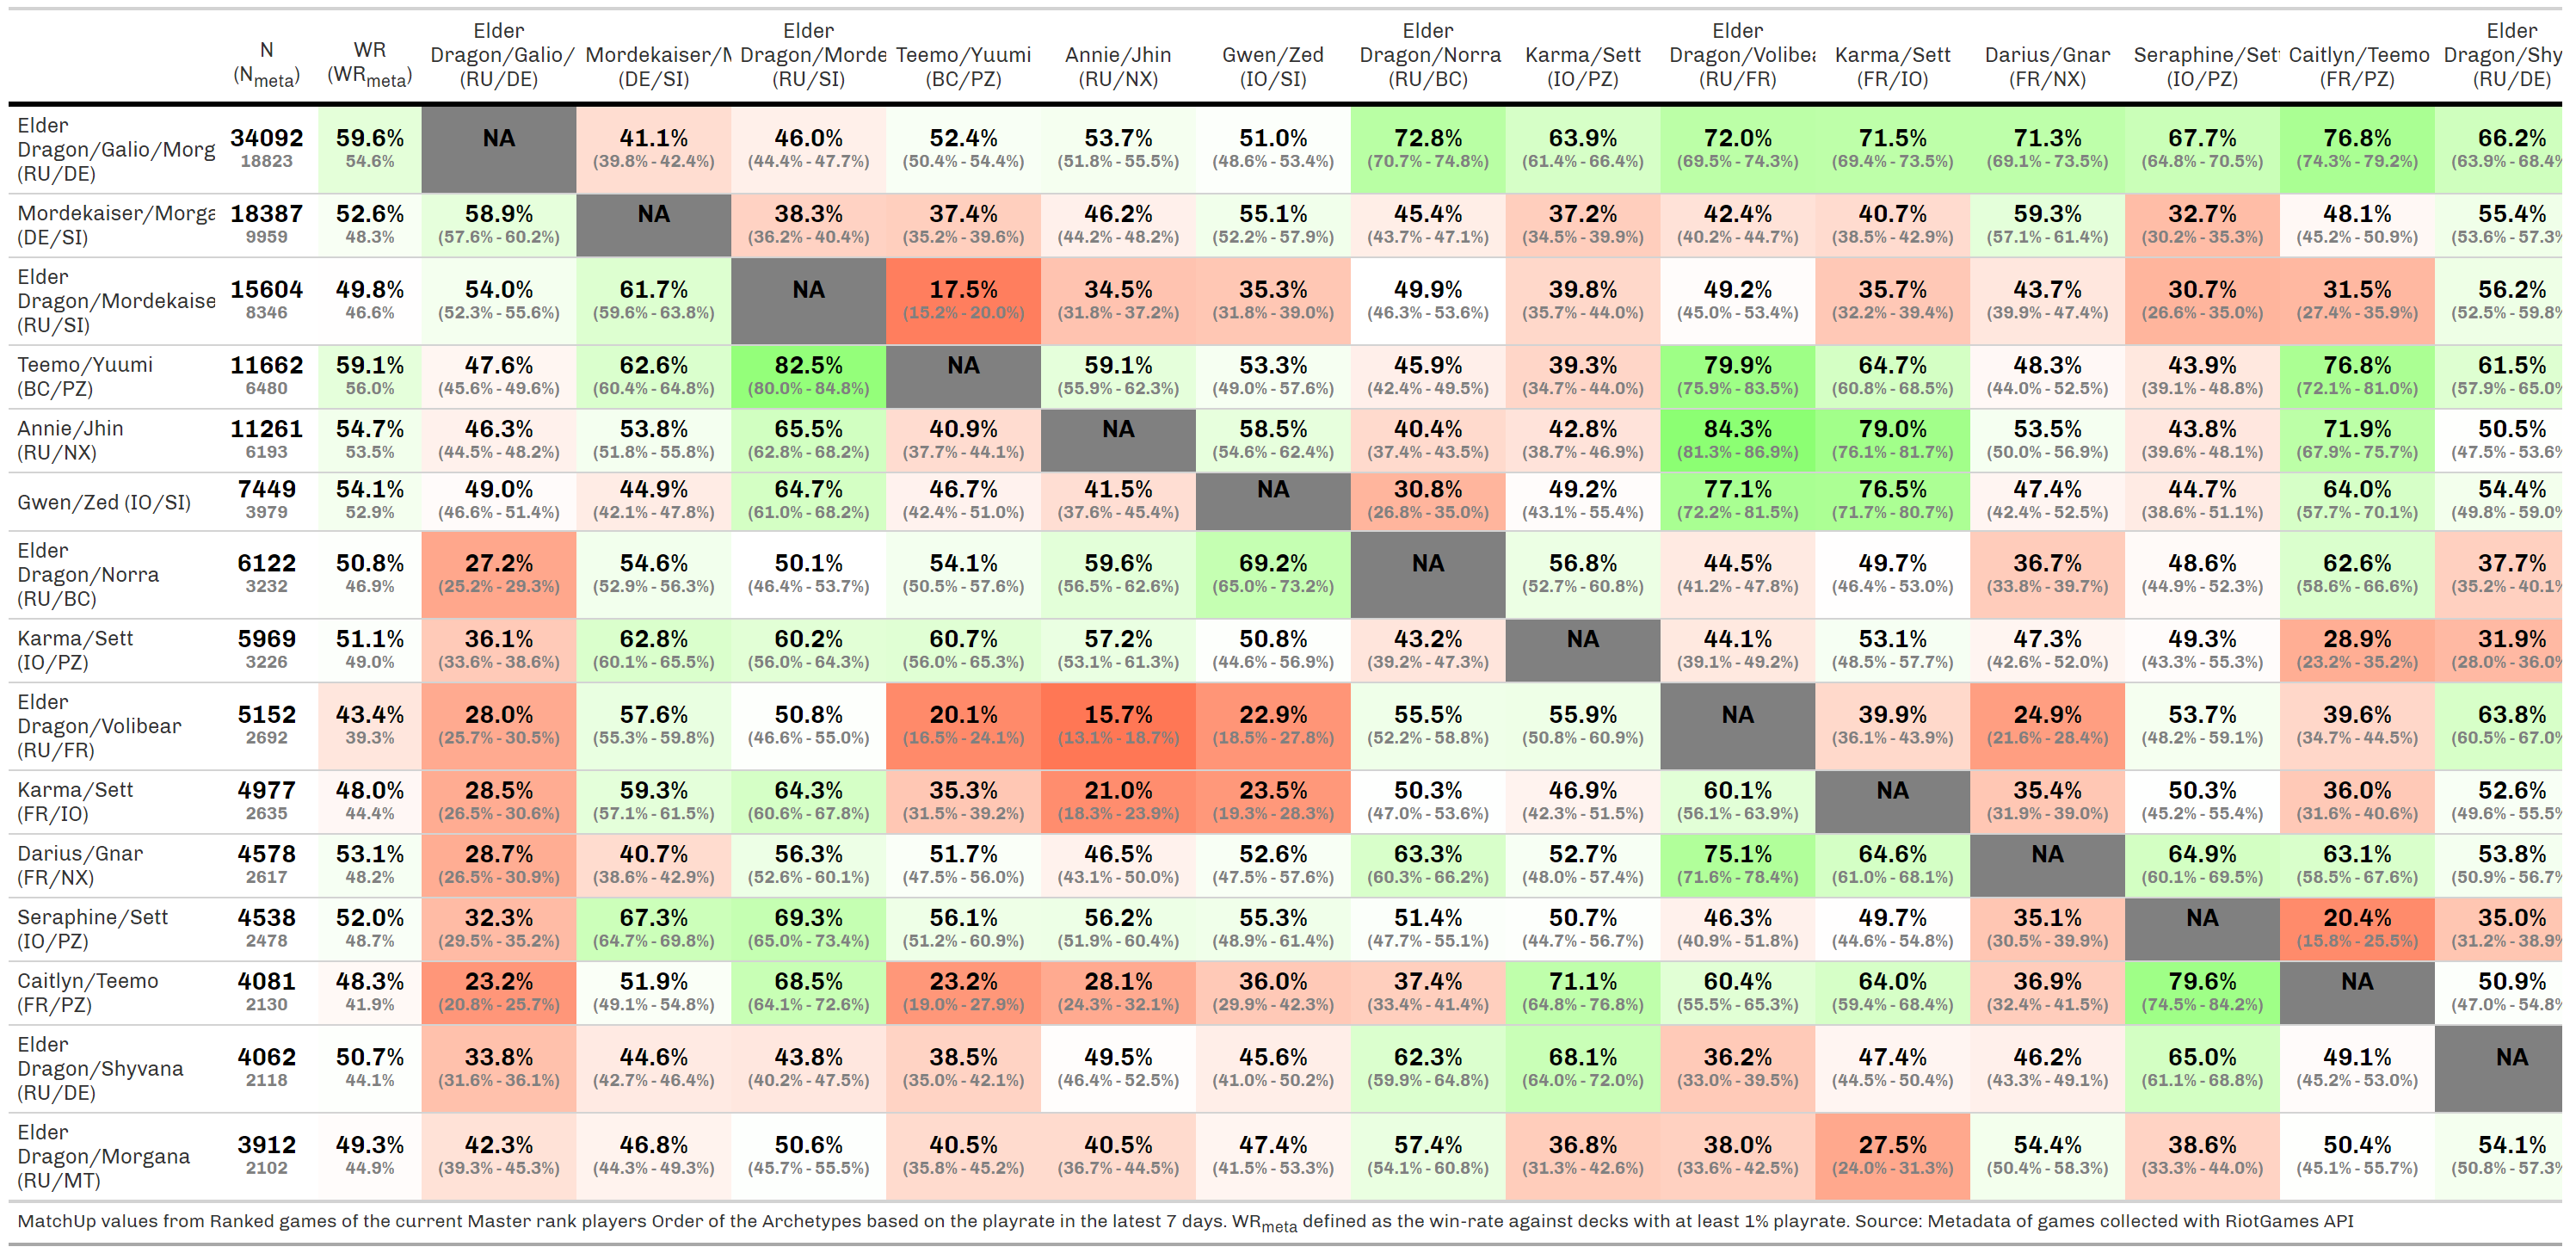 N (Nmeta) WR (WRmeta) Elder Dragon/Galio/ (RU/DE) Mordekaiser/M (DE/SI) Elder Dragon/Morde (RU/SI) Teemo/Yuumi (BC/PZ) Annie/Jhin (RU/NX) Gwen/Zed (IO/SI) Elder Dragon/Norra (RU/BC) Karma/Sett (IO/PZ) Elder Dragon/Volibea (RU/FR) Karma/Sett (FR/IO) Darius/Gnar (FR/NX) Seraphine/Sett (IO/PZ) Caitlyn/Teemo (FR/PZ) Elder Dragon/Shy (RU/DE)
Elder Dragon/Galio/Morg (RU/DE)
34092 59.6% NA 41.1% 46.0% 52.4% 53.7% 51.0% 72.8% 63.9% 72.0% 71.5% 71.3% 67.7% 76.8% 66.2%
18823 54.6% (39.8% - 42.4%) (44.4% - 47.7%) (50.4% - 54.4%) (51.8% - 55.5%) (48.6% - 53.4%) (70.7% - 74.8%) (61.4% - 66.4%) (69.5% - 74.3%) (69.4% - 73.5%) (69.1% - 73.5%) (64.8% - 70.5%) (74.3% - 79.2%) (63.9% - 68.4%
Mordekaiser/Morga (DE/SI)
18387 52.6% 58.9% NA 38.3% 37.4% 46.2% 55.1% 45.4% 37.2% 42.4% 40.7% 59.3% 32.7% 48.1% 55.4%
9959 48.3% (57.6% - 60.2%) (36.2% - 40.4%) (35.2% - 39.6%) (44.2% - 48.2%) (52.2% - 57.9%) (43.7% - 47.1%) (34.5% - 39.9%) (40.2% - 44.7%) (38.5% - 42.9%) (57.1% - 61.4%) (30.2% - 35.3%) (45.2% - 50.9%) (53.6% - 57.3%
Elder Dragon/Mordekaise (RU/SI)
15604 49.8% 54.0% 61.7% NA 17.5% 34.5% 35.3% 49.9% 39.8% 49.2% 35.7% 43.7% 30.7% 31.5% 56.2%
8346 46.6% (52.3% - 55.6%) (59.6% - 63.8%) (15.2% - 20.0%) (31.8% - 37.2%) (31.8% - 39.0%) (46.3% - 53.6%) (35.7% - 44.0%) (45.0% - 53.4%) (32.2% - 39.4%) (39.9% - 47.4%) (26.6% - 35.0%) (27.4% - 35.9%) (52.5% - 59.8%
Teemo/Yuumi (BC/PZ)
11662 59.1% 47.6% 62.6% 82.5% NA 59.1% 53.3% 45.9% 39.3% 79.9% 64.7% 48.3% 43.9% 76.8% 61.5%
6480 56.0% (45.6% - 49.6%) (60.4% - 64.8%) (80.0% - 84.8%) (55.9% - 62.3%) (49.0% - 57.6%) (42.4% - 49.5%) (34.7% - 44.0%) (75.9% - 83.5%) (60.8% - 68.5%) (44.0% - 52.5%) (39.1% - 48.8%) (72.1% - 81.0%) (57.9% - 65.0%
Annie/Jhin (RU/NX)
11261 54.7% 46.3% 53.8% 65.5% 40.9% NA 58.5% 40.4% 42.8% 84.3% 79.0% 53.5% 43.8% 71.9% 50.5%
6193 53.5% (44.5% - 48.2%) (51.8% - 55.8%) (62.8% - 68.2%) (37.7% - 44.1%) (54.6% - 62.4%) (37.4% - 43.5%) (38.7% - 46.9%) (81.3% - 86.9%) (76.1% - 81.7%) (50.0% - 56.9%) (39.6% - 48.1%) (67.9% - 75.7%) (47.5% - 53.6%
Gwen/Zed (IO/SI)
7449 54.1% 49.0% 44.9% 64.7% 46.7% 41.5% NA 30.8% 49.2% 77.1% 76.5% 47.4% 44.7% 64.0% 54.4%
3979 52.9% (46.6% - 51.4%) (42.1% - 47.8%) (61.0% - 68.2%) (42.4% - 51.0%) (37.6% - 45.4%) (26.8% - 35.0%) (43.1% - 55.4%) (72.2% - 81.5%) (71.7% - 80.7%) (42.4% - 52.5%) (38.6% - 51.1%) (57.7% - 70.1%) (49.8% - 59.0%
Elder Dragon/Norra (RU/BC)
6122 50.8% 27.2% 54.6% 50.1% 54.1% 59.6% 69.2% NA 56.8% 44.5% 49.7% 36.7% 48.6% 62.6% 37.7%
3232 46.9% (25.2% - 29.3%) (52.9% - 56.3%) (46.4% - 53.7%) (50.5% - 57.6%) (56.5% - 62.6%) (65.0% - 73.2%) (52.7% - 60.8%) (41.2% - 47.8%) (46.4% - 53.0%) (33.8% - 39.7%) (44.9% - 52.3%) (58.6% - 66.6%) (35.2% - 40.1%
Karma/Sett (IO/PZ)
5969 51.1% 36.1% 62.8% 60.2% 60.7% 57.2% 50.8% 43.2% NA 44.1% 53.1% 47.3% 49.3% 28.9% 31.9%
3226 49.0% (33.6% - 38.6%) (60.1% - 65.5%) (56.0% - 64.3%) (56.0% - 65.3%) (53.1% - 61.3%) (44.6% - 56.9%) (39.2% - 47.3%) (39.1% - 49.2%) (48.5% - 57.7%) (42.6% - 52.0%) (43.3% - 55.3%) (23.2% - 35.2%) (28.0% - 36.0%
Elder Dragon/Volibear (RU/FR)
5152 43.4% 28.0% 57.6% 50.8% 20.1% 15.7% 22.9% 55.5% 55.9% NA 39.9% 24.9% 53.7% 39.6% 63.8%
2692 39.3% (25.7% - 30.5%) (55.3% - 59.8%) (46.6% - 55.0%) (16.5% - 24.1%) (13.1% - 18.7%) (18.5% - 27.8%) (52.2% - 58.8%) (50.8% - 60.9%) (36.1% - 43.9%) (21.6% - 28.4%) (48.2% - 59.1%) (34.7% - 44.5%) (60.5% - 67.0%
Karma/Sett (FR/IO)
4977 48.0% 28.5% 59.3% 64.3% 35.3% 21.0% 23.5% 50.3% 46.9% 60.1% NA 35.4% 50.3% 36.0% 52.6%
2635 44.4% (26.5% - 30.6%) (57.1% - 61.5%) (60.6% - 67.8%) (31.5% - 39.2%) (18.3% - 23.9%) (19.3% - 28.3%) (47.0% - 53.6%) (42.3% - 51.5%) (56.1% - 63.9%) (31.9% - 39.0%) (45.2% - 55.4%) (31.6% - 40.6%) (49.6% - 55.5%
Darius/Gnar (FR/NX)
4578 53.1% 28.7% 40.7% 56.3% 51.7% 46.5% 52.6% 63.3% 52.7% 75.1% 64.6% NA 64.9% 63.1% 53.8%
2617 48.2% (26.5% - 30.9%) (38.6% - 42.9%) (52.6% - 60.1%) (47.5% - 56.0%) (43.1% - 50.0%) (47.5% - 57.6%) (60.3% - 66.2%) (48.0% - 57.4%) (71.6% - 78.4%) (61.0% - 68.1%) (60.1% - 69.5%) (58.5% - 67.6%) (50.9% - 56.7%
Seraphine/Sett (IO/PZ)
4538 52.0% 32.3% 67.3% 69.3% 56.1% 56.2% 55.3% 51.4% 50.7% 46.3% 49.7% 35.1% NA 20.4% 35.0%
2478 48.7% (29.5% - 35.2%) (64.7% - 69.8%) (65.0% - 73.4%) (51.2% - 60.9%) (51.9% - 60.4%) (48.9% - 61.4%) (47.7% - 55.1%) (44.7% - 56.7%) (40.9% - 51.8%) (44.6% - 54.8%) (30.5% - 39.9%) (15.8% - 25.5%) (31.2% - 38.9%
Caitlyn/Teemo (FR/PZ)
4081 48.3% 23.2% 51.9% 68.5% 23.2% 28.1% 36.0% 37.4% 71.1% 60.4% 64.0% 36.9% 79.6% NA 50.9%
2130 41.9% (20.8% - 25.7%) (49.1% - 54.8%) (64.1% - 72.6%) (19.0% - 27.9%) (24.3% - 32.1%) (29.9% - 42.3%) (33.4% - 41.4%) (64.8% - 76.8%) (55.5% - 65.3%) (59.4% - 68.4%) (32.4% - 41.5%) (74.5% - 84.2%) (47.0% - 54.8%
Elder Dragon/Shyvana (RU/DE)
4062 50.7% 33.8% 44.6% 43.8% 38.5% 49.5% 45.6% 62.3% 68.1% 36.2% 47.4% 46.2% 65.0% 49.1% NA
2118 44.1% (31.6% - 36.1%) (42.7% - 46.4%) (40.2% - 47.5%) (35.0% - 42.1%) (46.4% - 52.5%) (41.0% - 50.2%) (59.9% - 64.8%) (64.0% - 72.0%) (33.0% - 39.5%) (44.5% - 50.4%) (43.3% - 49.1%) (61.1% - 68.8%) (45.2% - 53.0%)
Elder Dragon/Morgana (RU/MT)
3912 49.3% 42.3% 46.8% 50.6% 40.5% 40.5% 47.4% 57.4% 36.8% 38.0% 27.5% 54.4% 38.6% 50.4% 54.1%
2102 44.9% (39.3% - 45.3%) (44.3% - 49.3%) (45.7% - 55.5%) (35.8% - 45.2%) (36.7% - 44.5%) (41.5% - 53.3%) (54.1% - 60.8%) (31.3% - 42.6%) (33.6% - 42.5%) (24.0% - 31.3%) (50.4% - 58.3%) (33.3% - 44.0%) (45.1% - 55.7%) (50.8% - 57.3%
MatchUp values from Ranked games of the current Master rank players Order of the Archetypes based on the playrate in the latest 7 days. WRmeta defined as the win-rate against decks with at least 1% playrate. Source: Metadata of games collected with RiotGames API